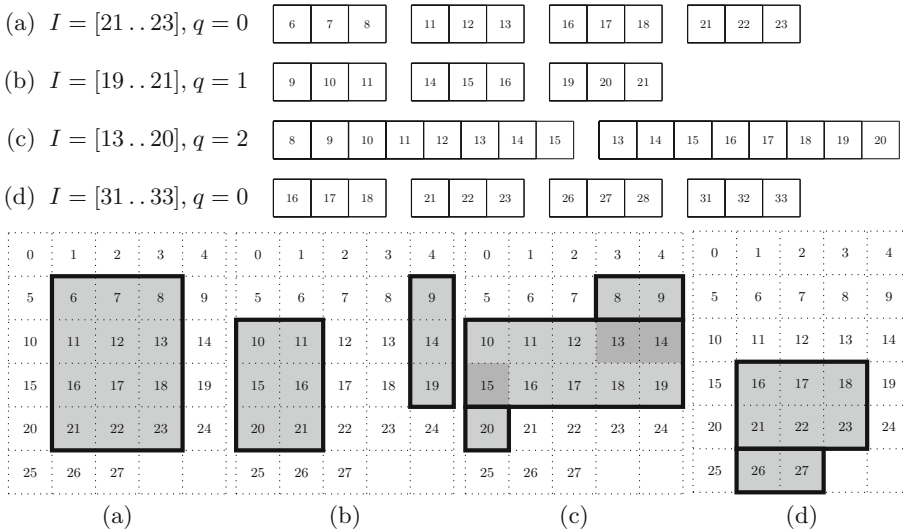 (a) I = [21 . . 23], q = 0 6 7 8 11 12 13 16 17 18 21 22 23
(b) I = [19 . . 21], q = 1 9 10 11 14 15 16 19 20 21
(c) I = [13 . . 20], q = 2 8 9 10 11 12 13 14 15 13 14 15 16 17 18 19 20
(d) I = [31 . . 33], q = 0 16 17 18 21 22 23 26 27 28 31 32 33
0 1 2 3 4 0 1 2 3 4 0 1 2 3 4 0 1 2 3 4
5 6 7 8 9 5 6 7 8 9 5 6 7 8 9 5 6 7 8 9
10 11 12 13 14 10 11 12 13 14 10 11 12 13 14 10 11 12 13 14
15 16 17 18 19 15 16 17 18 19 15 16 17 18 19 15 16 17 18 19
20 21 22 23 24 20 21 22 23 24 20 21 22 23 24 20 21 22 23 24
25 26 27 25 26 27 25 26 27 25 26 27
(a) (b) (c) (d)